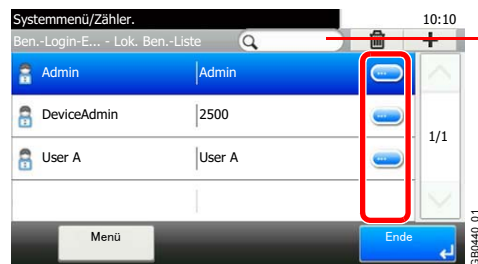 Systemmenü/Zähler. 10:10
Ben.-Login-E... - Lok. Ben.-Liste
Admin Admin
DeviceAdmin 2500
1/1
User A User A
Menü Ende
GB0440_01